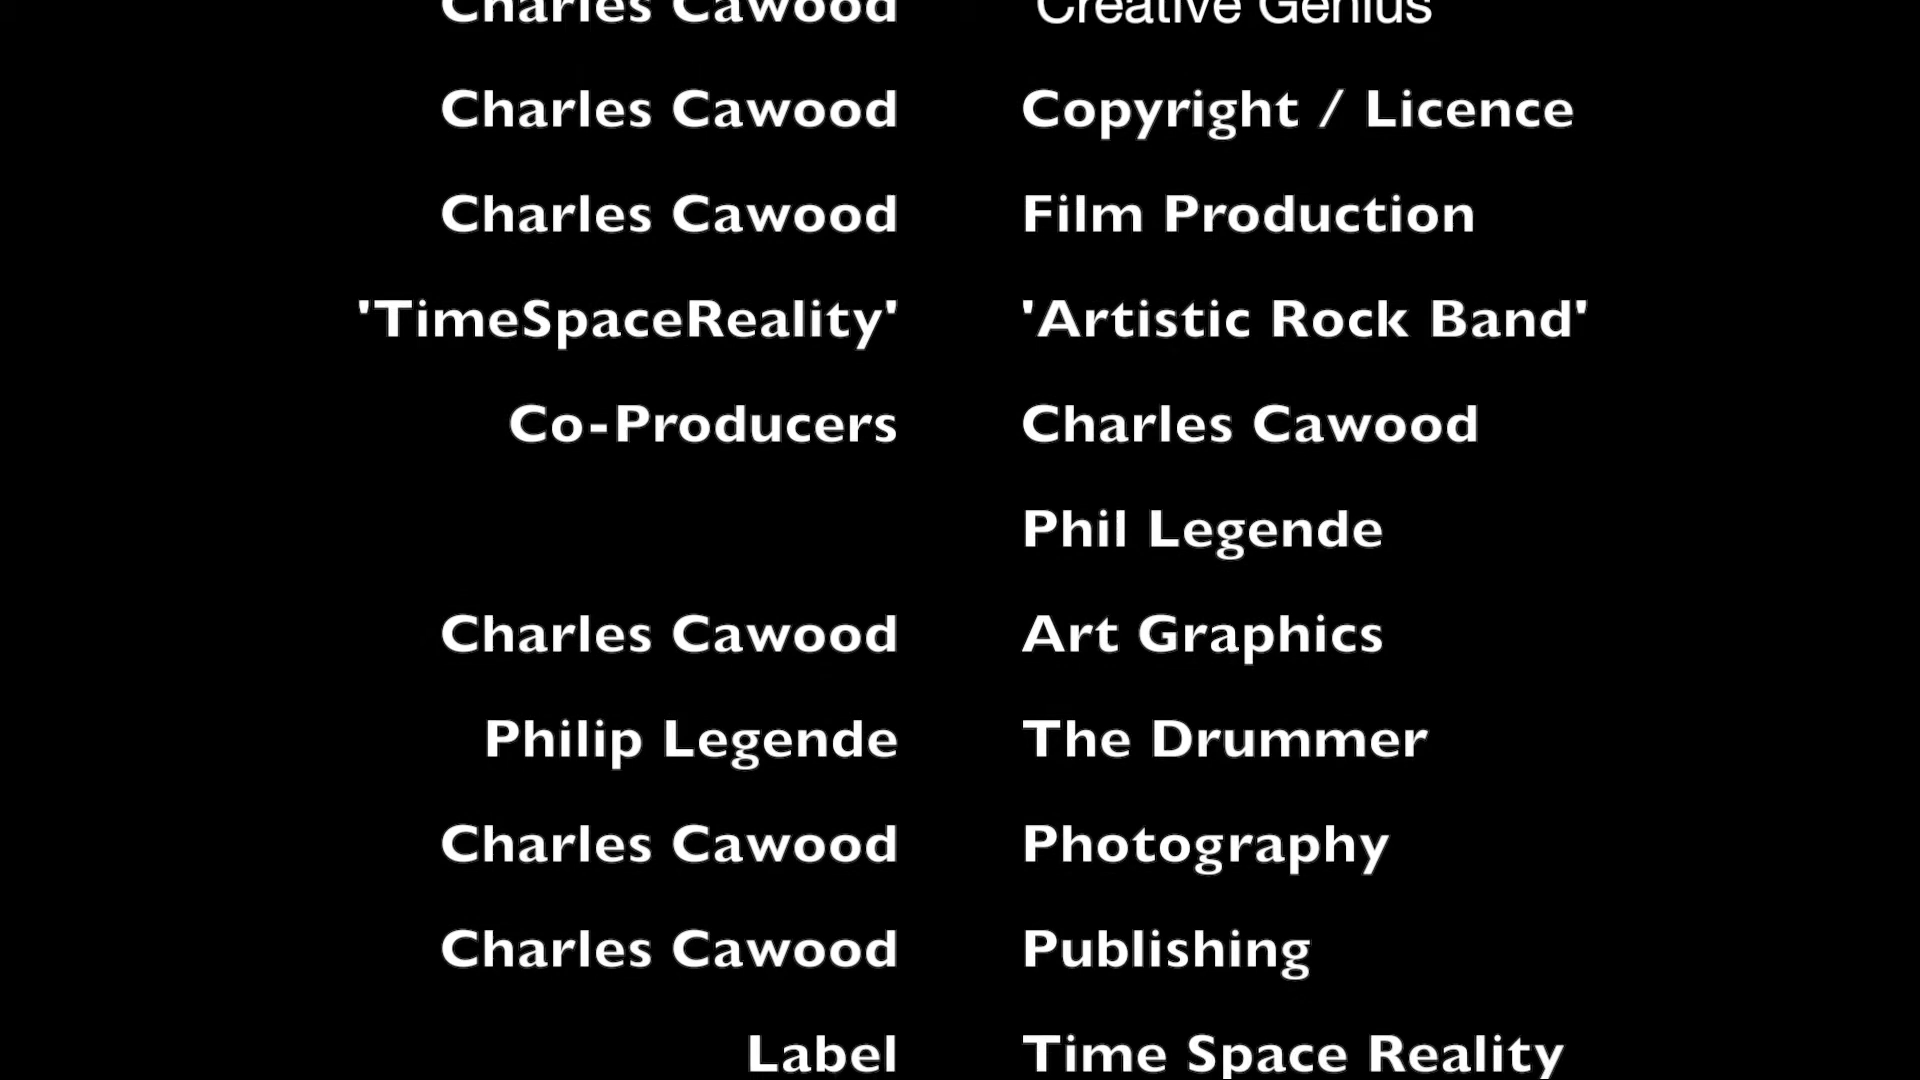 Charles Cawood Creative Genius
Charles Cawood Copyright / Licence
Charles Cawood Film Production
'TimeSpaceReality' 'Artistic Rock Band'
Co-Producers Charles Cawood
Phil Legende
Charles Cawood Art Graphics
Philip Legende The Drummer
Charles Cawood Photography
Charles Cawood Publishing
Label Time Space Reality